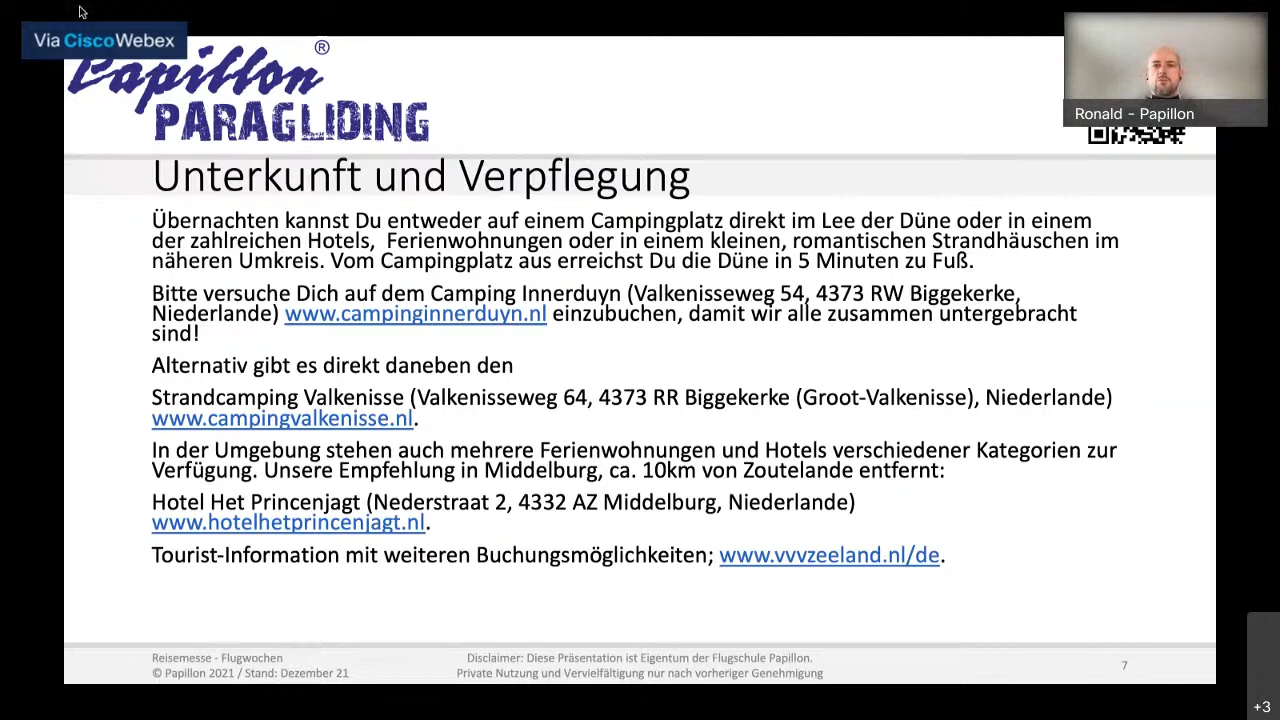 Via CiscoWebex
Papillon®
PARAGLIDING
Ronald - Papillon
Unterkunft und Verpflegung
Übernachten kannst Du entweder auf einem Campingplatz direkt im Lee der Düne oder in einem
der zahlreichen Hotels, Ferienwohnungen oder in einem kleinen, romantischen Strandhäuschen im
näheren Umkreis. Vom Campingplatz aus erreichst Du die Düne in 5 Minuten zu Fuß.
Bitte versuche Dich auf dem Camping Innerduyn (Valkenisseweg 54, 4373 RW Biggekerke,
Niederlande) www.campinginnerduyn.nl einzubuchen, damit wir alle zusammen untergebracht
sind!
Alternativ gibt es direkt daneben den
Strandcamping Valkenisse (Valkenisseweg 64, 4373 RR Biggekerke (Groot-Valkenisse), Niederlande)
www.campingvalkenisse.nl.
In der Umgebung stehen auch mehrere Ferienwohnungen und Hotels verschiedener Kategorien zur
Verfügung. Unsere Empfehlung in Middelburg, ca. 10km von Zoutelande entfernt:
Hotel Het Princenjagt (Nederstraat 2, 4332 AZ Middelburg, Niederlande)
www.hotelhetprincenjagt.nl.
Tourist-Information mit weiteren Buchungsmöglichkeiten; www.vvvzeeland.nl/de.
Reisemesse - Flugwochen
© Papillon 2021 / Stand: Dezember 21
Disclaimer: Diese Präsentation ist Eigentum der Flugschule Papillon.
Private Nutzung und Vervielfältigung nur nach vorheriger Genehmigung
7
+3